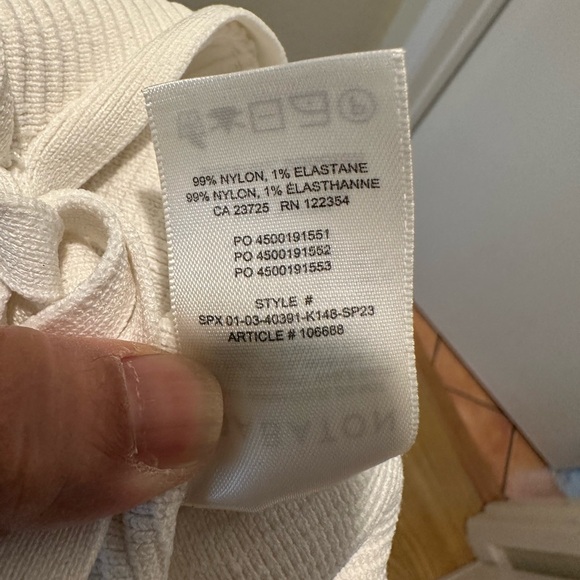 99% NYLON, 1% ELASTANE
99% NYLON, 1% ÉLASTHANNE
CA 23725 RN 122354
PO 4500191551
PO 4500191552
PO 4500191553
STYLE #
SPX 01-03-40391-K148-SP23
ARTICLE # 106688